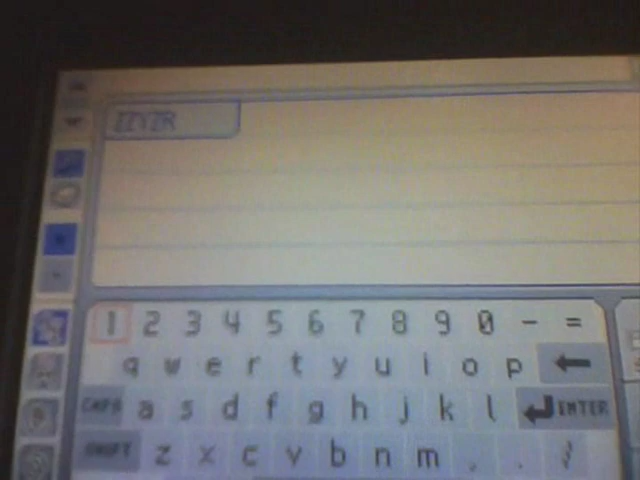 1 2 3 4 5 6 7 8 9 0 - =
q w e r t y u i o p
CAPS a s d f g h j k l ENTER
SHIFT z x c v b n m , . /